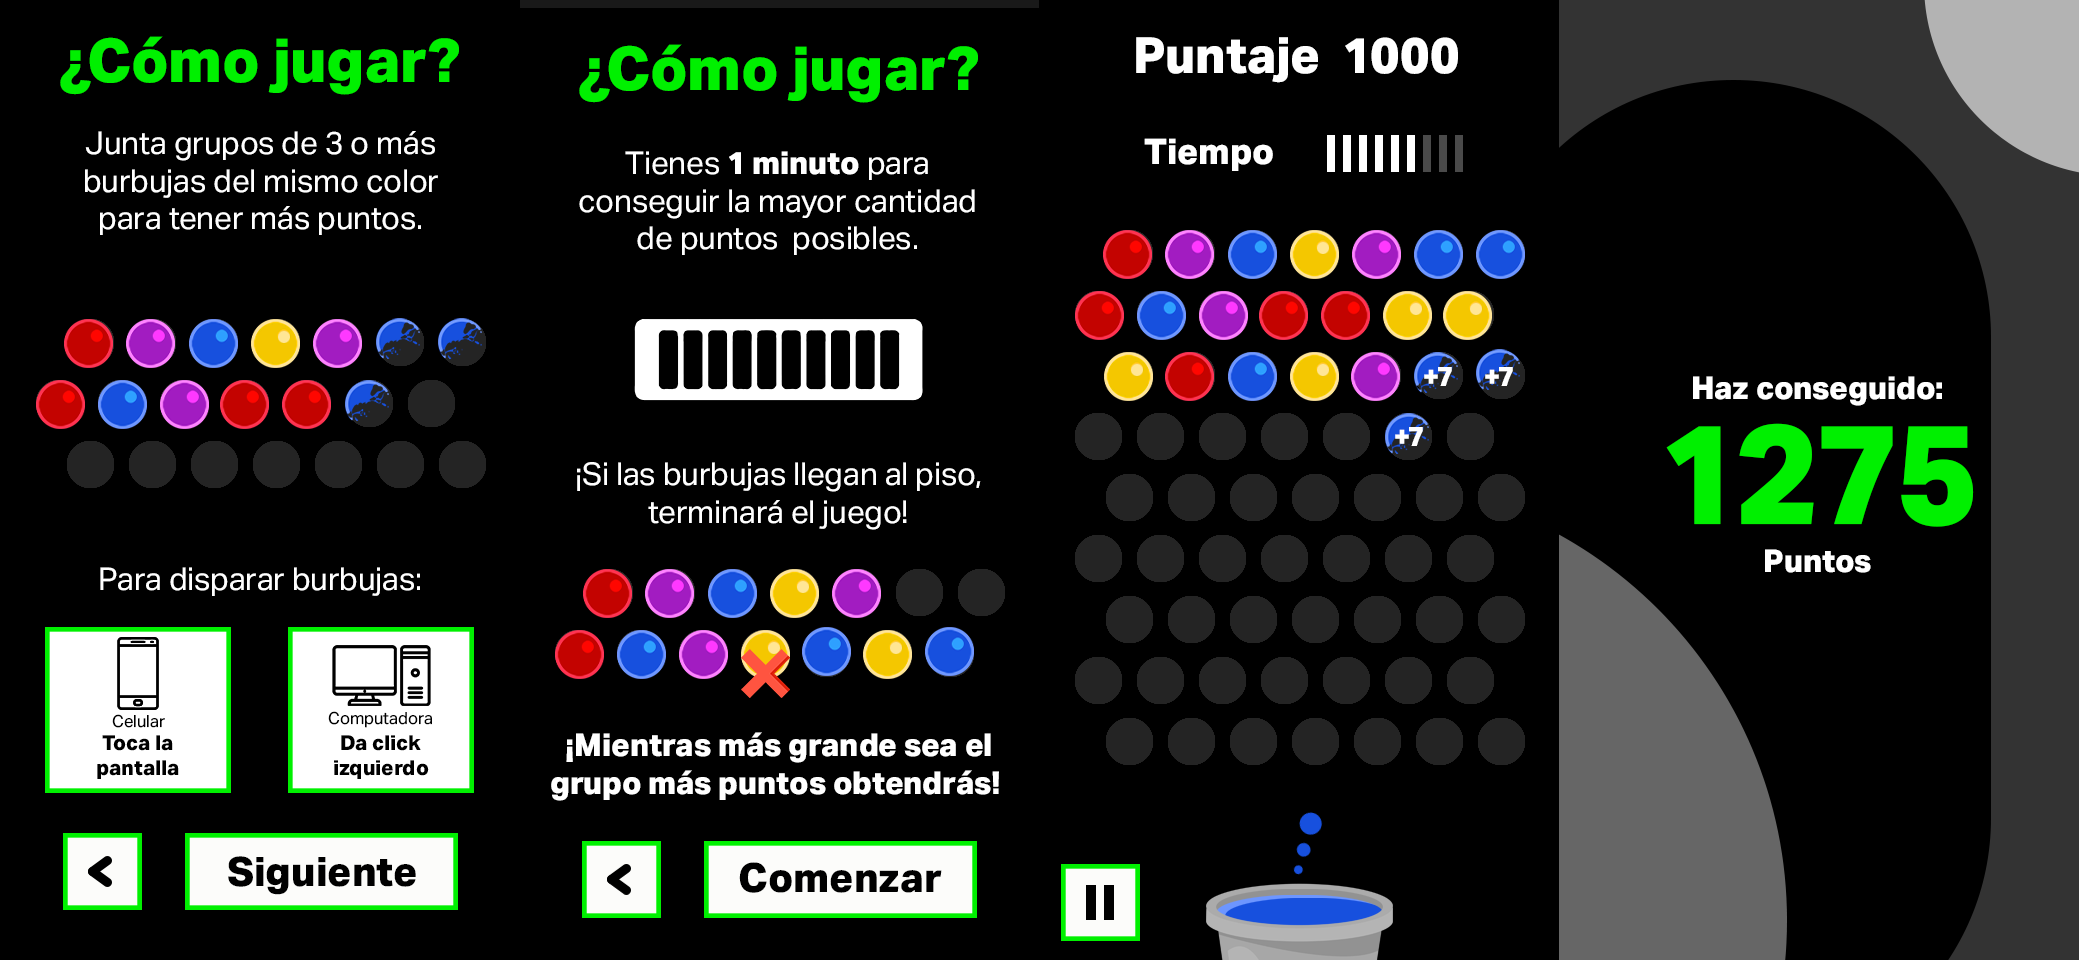 ¿Cómo jugar?
Junta grupos de 3 o más
burbujas del mismo color
para tener más puntos.
Para disparar burbujas:
Celular
Toca la
pantalla
Computadora
Da click
izquierdo
<
Siguiente
¿Cómo jugar?
Tienes 1 minuto para
conseguir la mayor cantidad
de puntos posibles.
¡Si las burbujas llegan al piso,
terminará el juego!
¡Mientras más grande sea el
grupo más puntos obtendrás!
<
Comenzar
Puntaje 1000
Tiempo
+7
+7
+7
Haz conseguido:
1275
Puntos